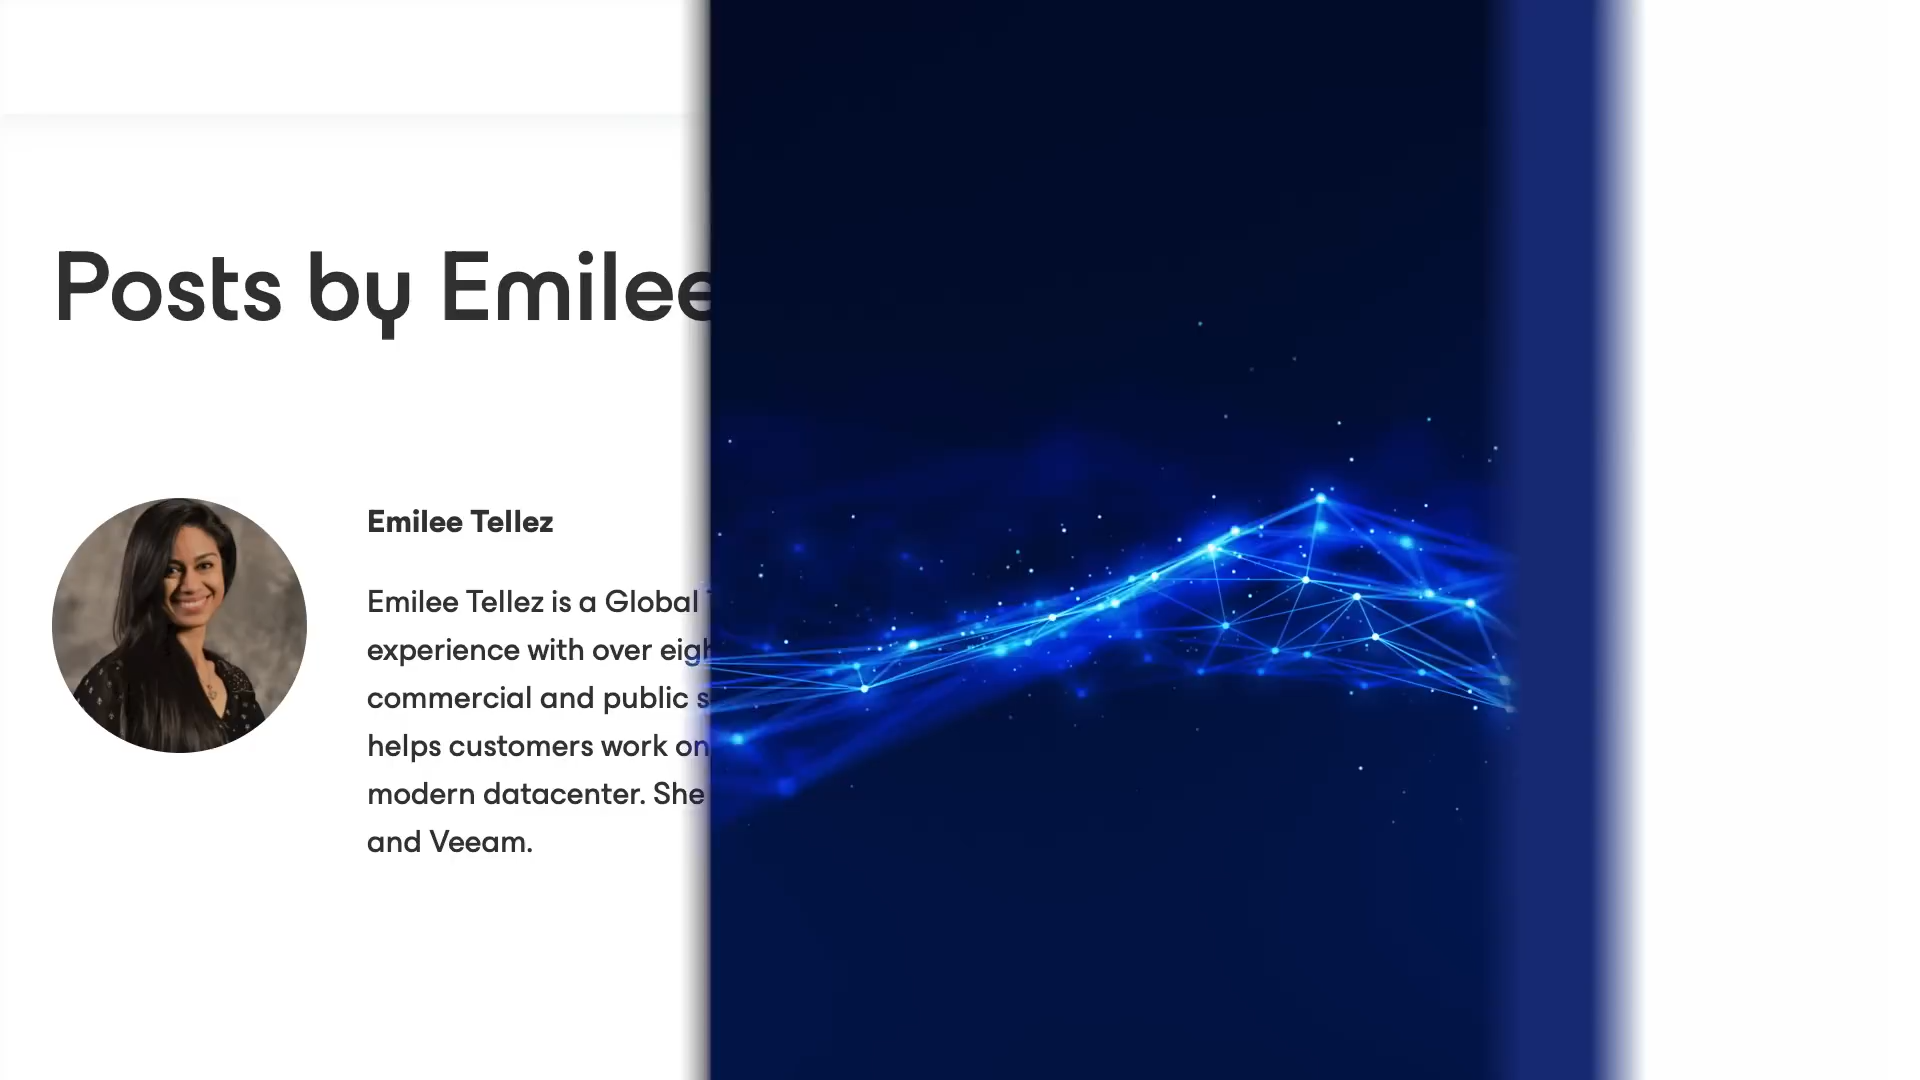 Posts by Emilee
Emilee Tellez
Emilee Tellez is a Global
experience with over
commercial and public
helps customers work on
modern datacenter. She
and Veeam.